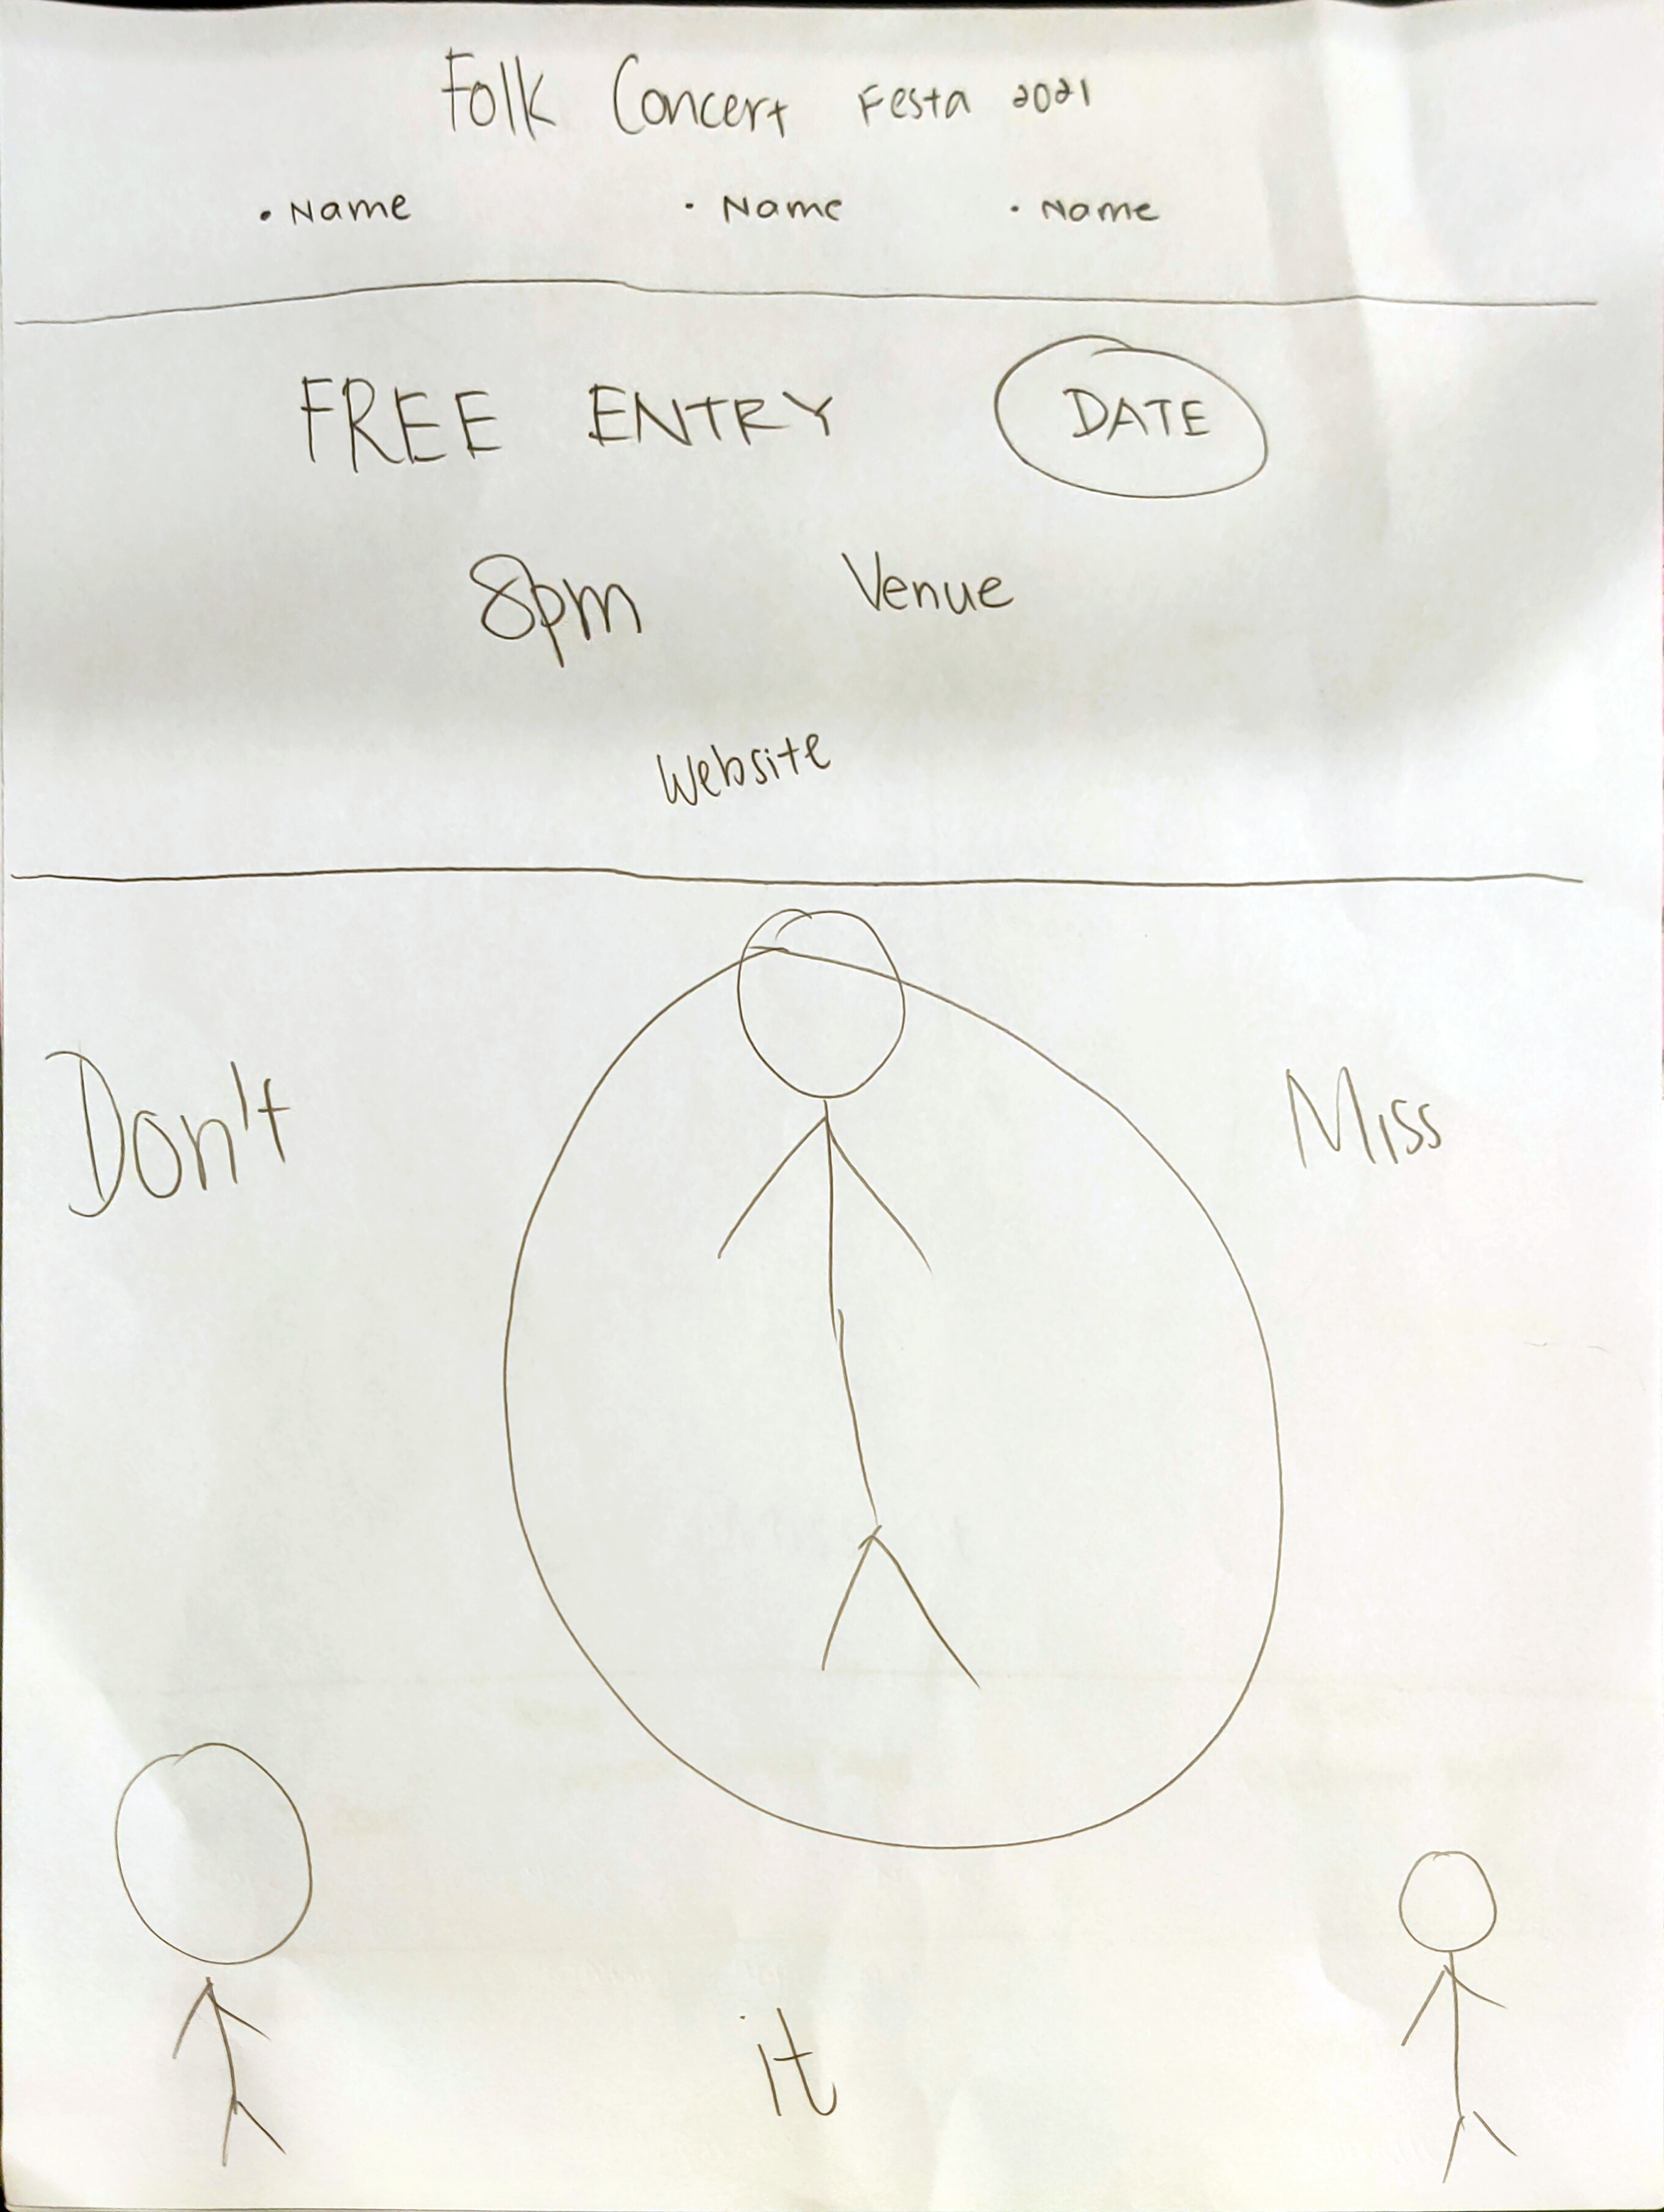 Folk Concert Festa 2021
• Name • Name • Name
FREE ENTRY DATE
8pm Venue
Website
Don't Miss
it